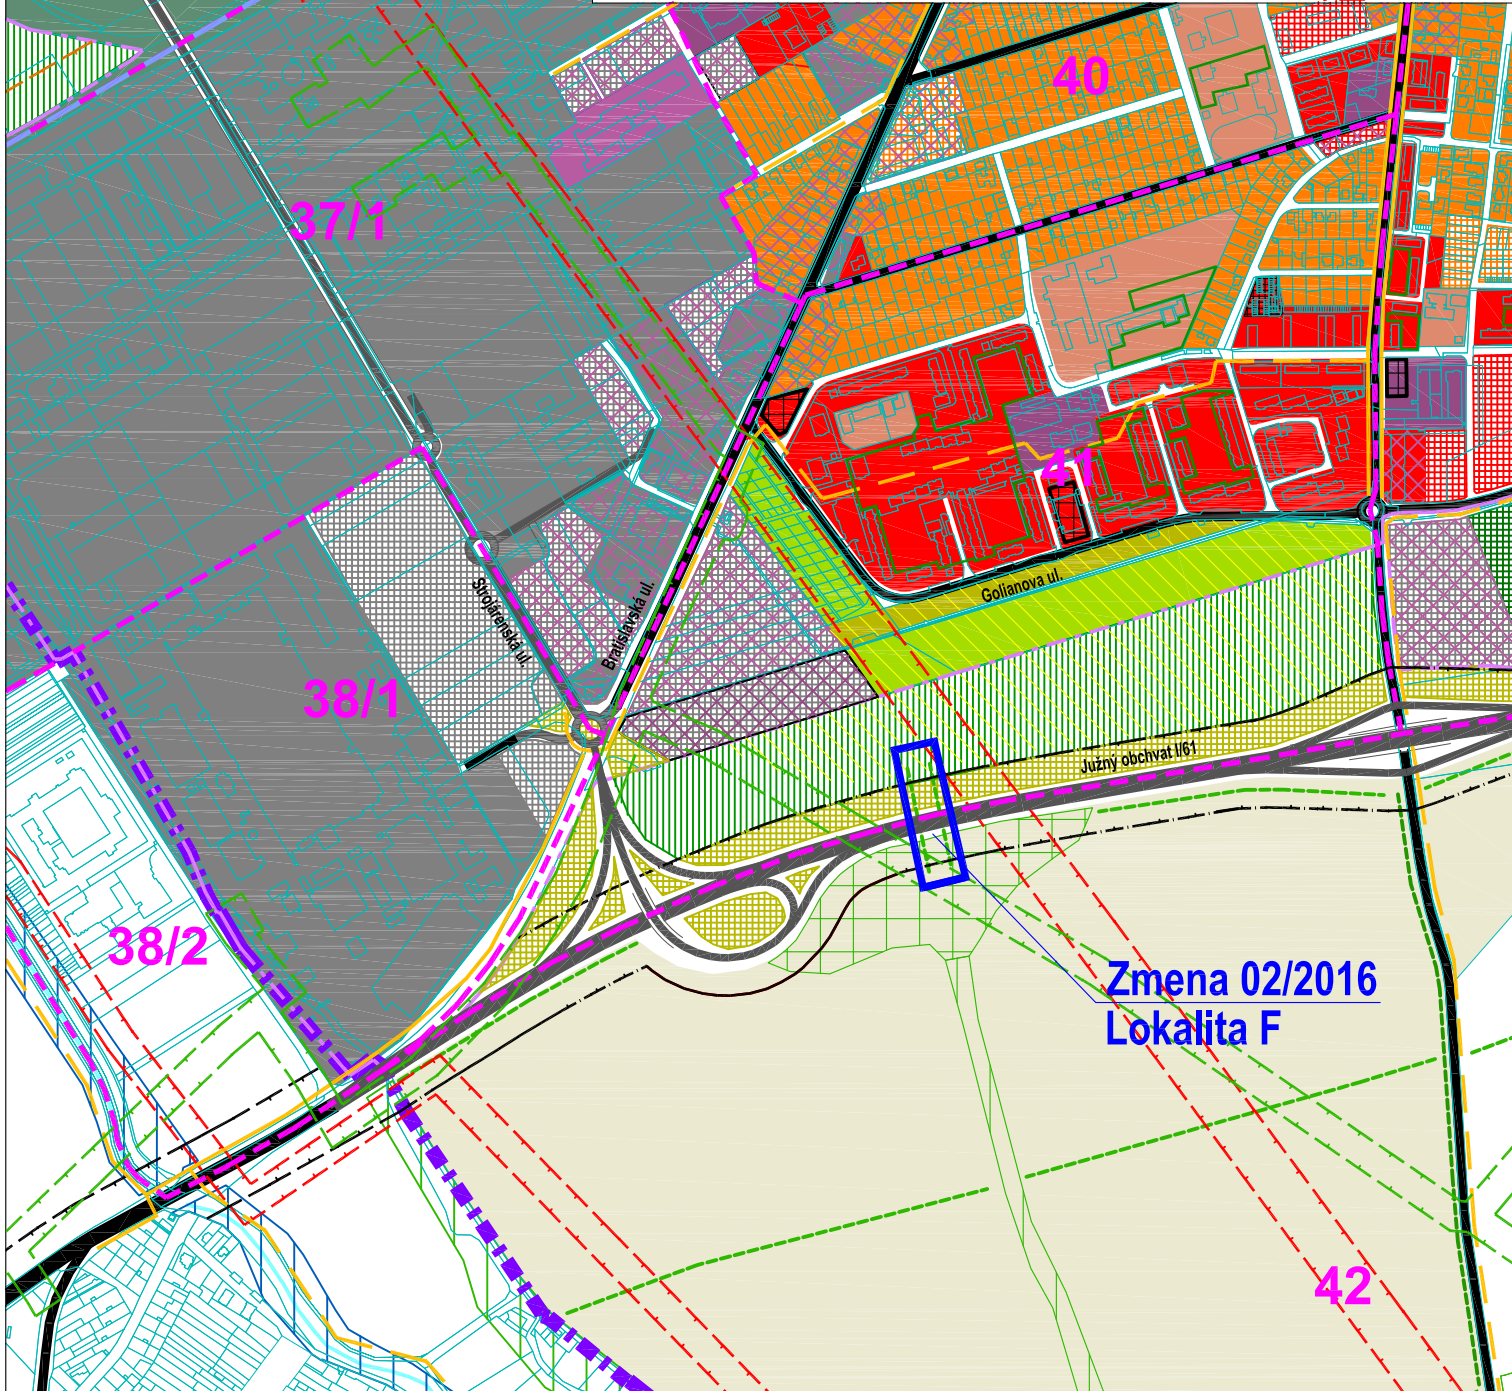 40
37/1
41
Golianova ul.
Strojárenská ul.
Bratislavská ul.
38/1
Južný obchvat I/61
38/2
Zmena 02/2016
Lokalita F
42